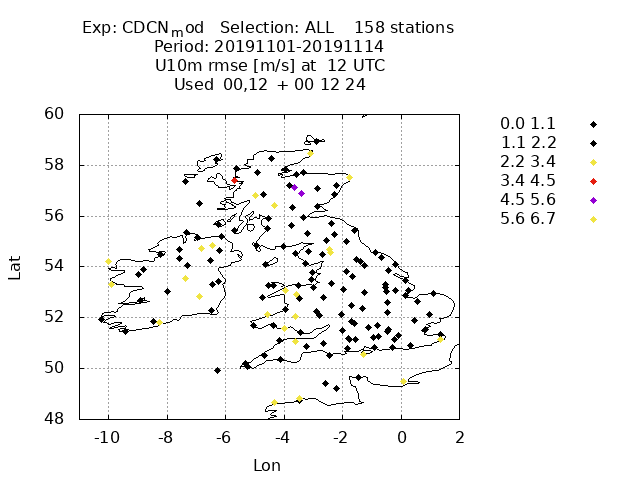 Exp: CDCNmod Selection: ALL 158 stations
Period: 20191101-20191114
U10m rmse [m/s] at 12 UTC
Used 00,12 + 00 12 24
60
58
56
54
52
50
48
Lat
-10 -8 -6 -4 -2 0 2
Lon
0.0 1.1
1.1 2.2
2.2 3.4
3.4 4.5
4.5 5.6
5.6 6.7